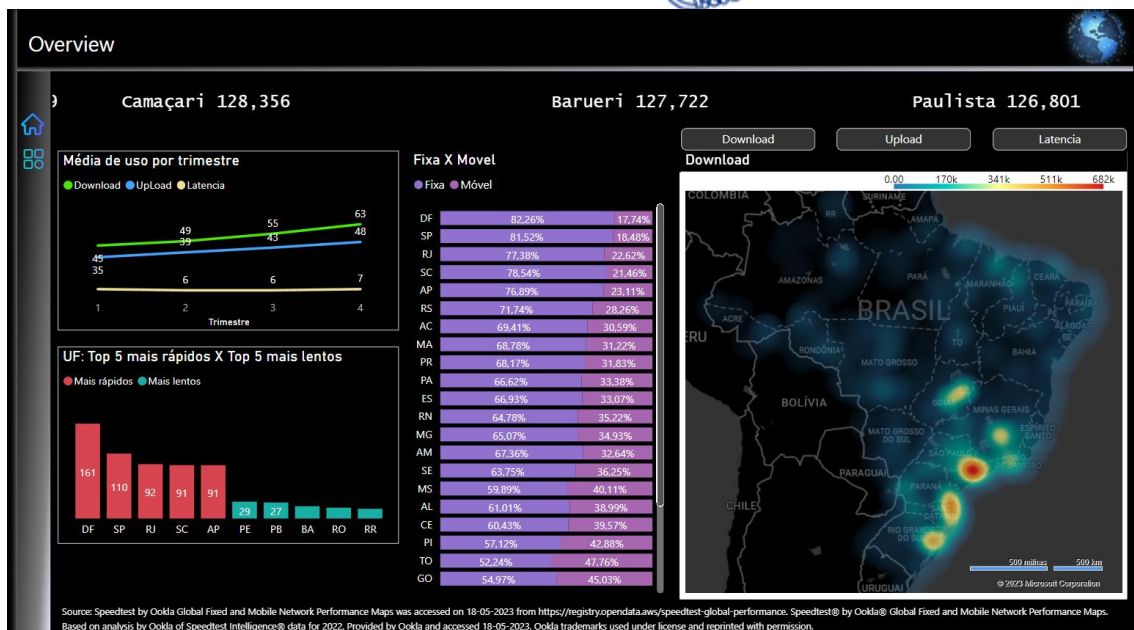 Overview
9 Camaçari 128,356 Barueri 127,722 Paulista 126,801
Download Upload Latencia
Média de uso por trimestre
Download UpLoad Latencia
63
55
49
48
43
39
45
35
6 6 7
1 2 3 4
Trimestre
UF: Top 5 mais rápidos X Top 5 mais lentos
Mais rápidos Mais lentos
161 110 92 91 91 29 27
DF SP RJ SC AP PE PB BA RO RR
Fixa X Movel
Fixa Móvel
DF 82,26% 17,74%
SP 81,52% 18,48%
RJ 77,38% 22,62%
SC 78,54% 21,46%
AP 76,89% 23,11%
RS 71,74% 28,26%
AC 69,41% 30,59%
MA 68,78% 31,22%
PR 68,17% 31,83%
PA 66,62% 33,38%
ES 66,93% 33,07%
RN 64,78% 35,22%
MG 65,07% 34,93%
AM 67,36% 32,64%
SE 63,75% 36,25%
MS 59,89% 40,11%
AL 61,01% 38,99%
CE 60,43% 39,57%
PI 57,12% 42,88%
TO 52,24% 47,76%
GO 54,97% 45,03%
Download
0.00 170k 341k 511k 682k
COLOMBIA SURINAME
RR AMAPÁ
AMAZONAS PARÁ MARANHÃO CEARA
BRASIL PIAUÍ PARAIBA
PE
ACRE ALAGOAS
SE
ERU RONDÔNIA TO BAHIA
MATO GROSSO
BOLÍVIA GOIÁS MINAS GERAIS
MATO GROSSO
DO SUL
ESPÍRITO
SANTO
SÃO PAULO
RIO
DE JANEIRO
PARAGUAI PARANÁ
CHILE SANTA
CATARINA
RIO GRANDE
DO SUL
URUGUAI
500 milhas 500 km
© 2023 Microsoft Corporation
Source: Speedtest by Ookla Global Fixed and Mobile Network Performance Maps was accessed on 18-05-2023 from https://registry.opendata.aws/speedtest-global-performance. Speedtest® by Ookla® Global Fixed and Mobile Network Performance Maps.
Based on analysis by Ookla of Speedtest Intelligence® data for 2022. Provided by Ookla and accessed 18-05-2023. Ookla trademarks used under license and reprinted with permission.